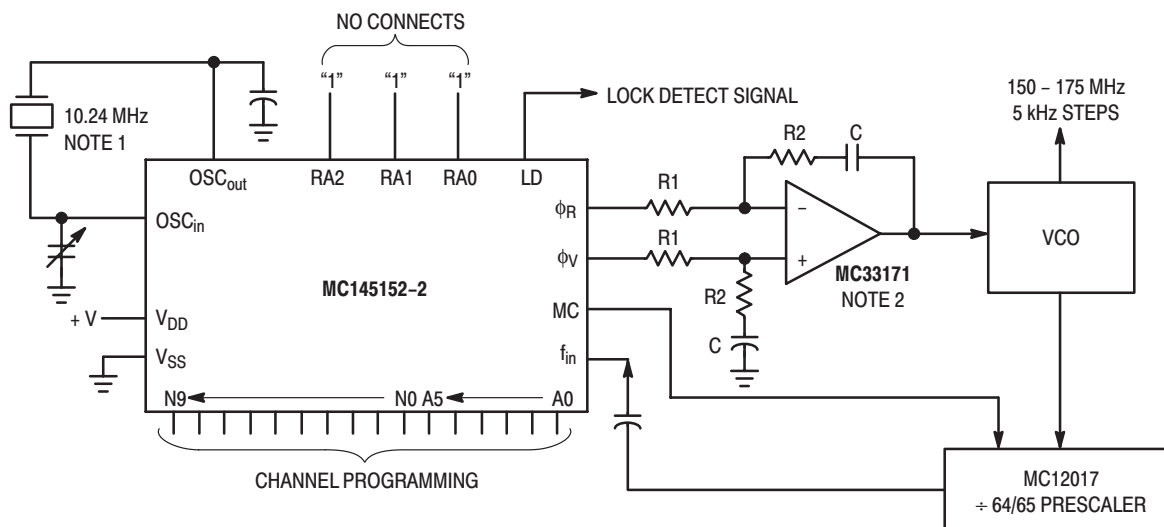 NO CONNECTS
“1” “1” “1”
LOCK DETECT SIGNAL
150 – 175 MHz
5 kHz STEPS
10.24 MHz
NOTE 1
OSCout RA2 RA1 RA0 LD
R2 C
R1
OSCin
ϕR
–
VCO
R1
ϕV
+
MC33171
NOTE 2
MC145152–2
R2
MC
+ V
VDD
C
fin
VSS
N9 N0 A5 A0
CHANNEL PROGRAMMING
MC12017
÷ 64/65 PRESCALER